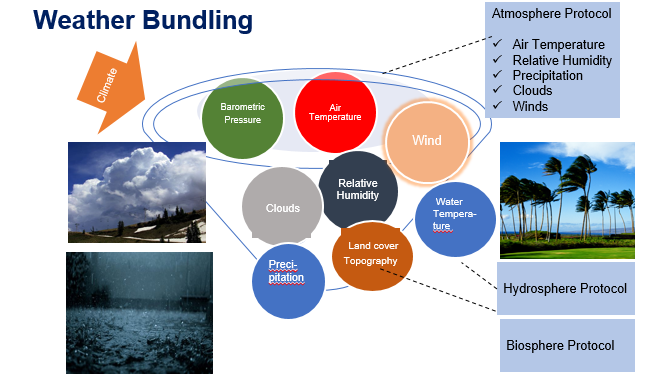 Weather Bundling
Climate
Barometric
Pressure
Air
Temperature
Wind
Clouds
Relative
Humidity
Water
Tempera-
ture
Preci-
pitation
Land cover
Topography
Atmosphere Protocol
✓ Air Temperature
✓ Relative Humidity
✓ Precipitation
✓ Clouds
✓ Winds
Hydrosphere Protocol
Biosphere Protocol